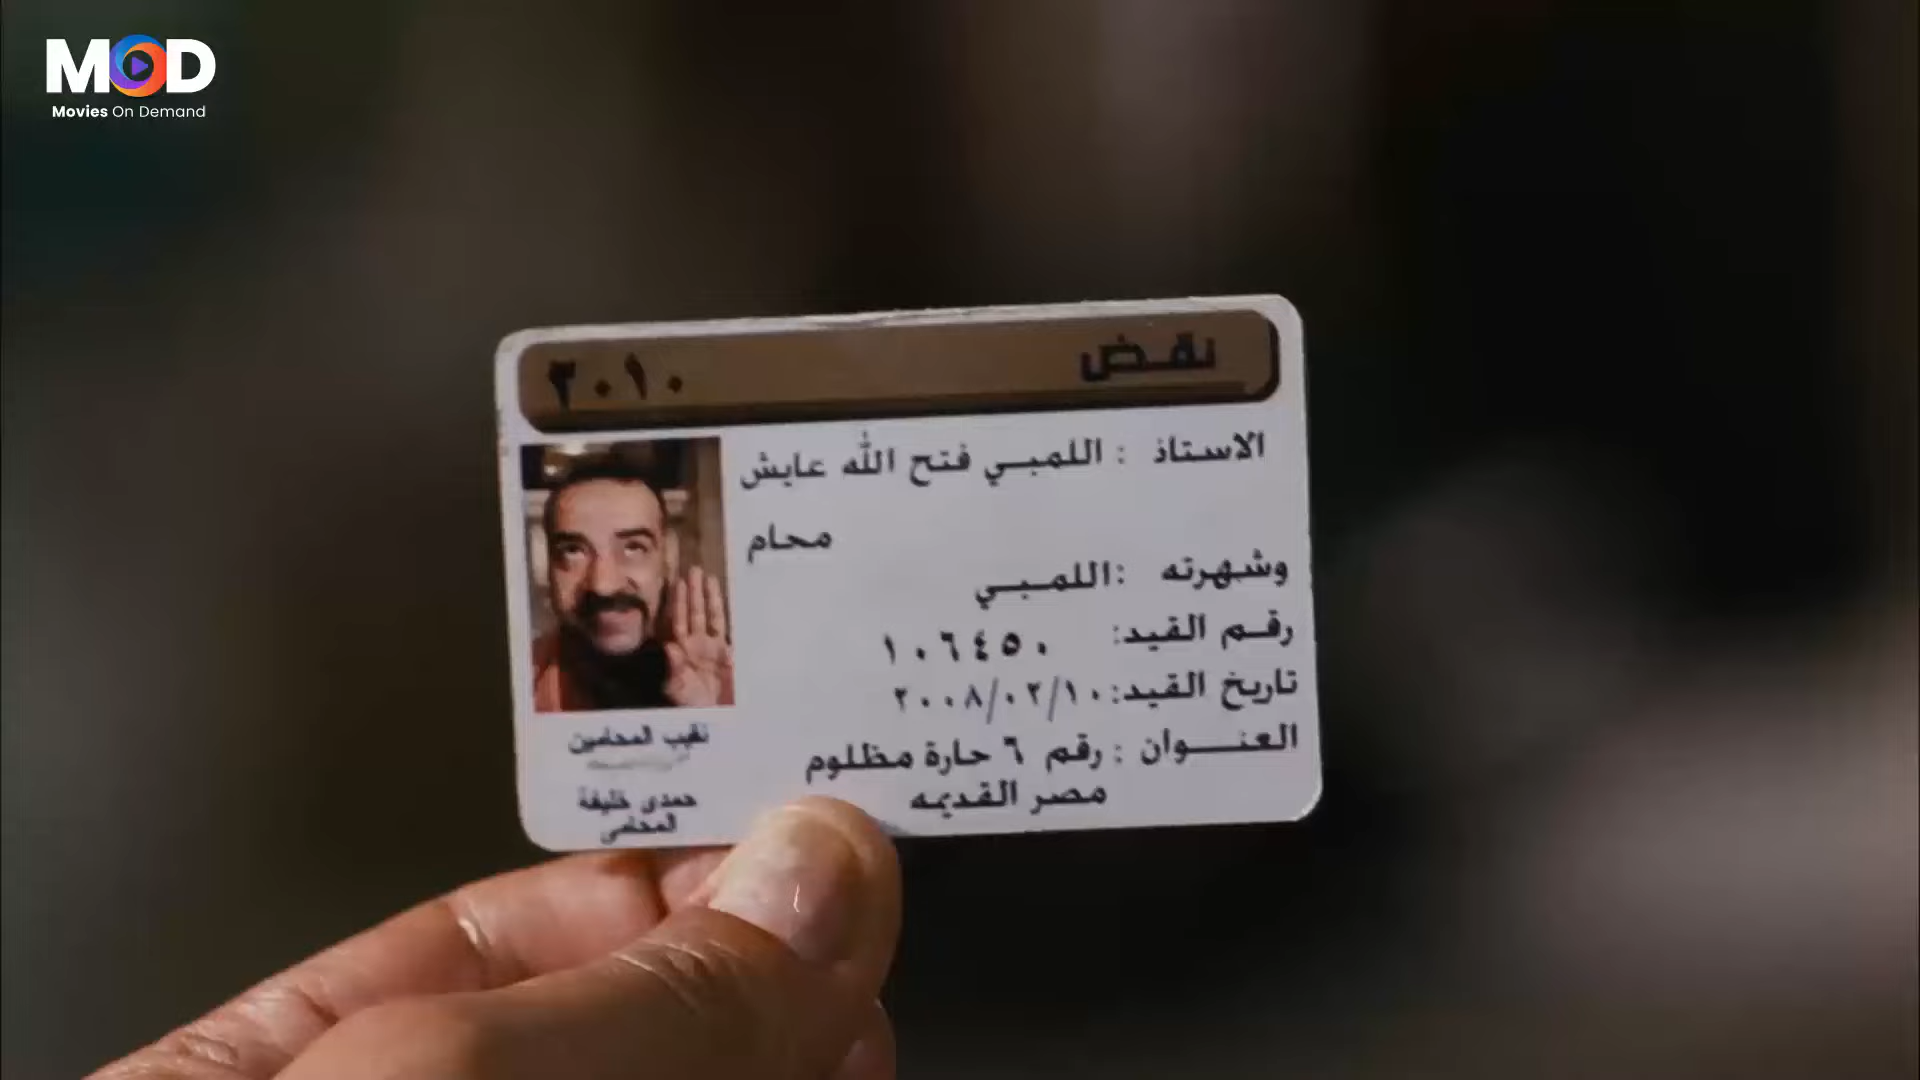 MOD
Movies On Demand
نقض ٢٠١٠
الاستاذ : اللمبي فتح الله عايش
محام
وشهرته : اللمبي
رقم القيد: ١٠٦٤٥٠
تاريخ القيد: ٢٠٠٨/٠٢/١٠
العنوان : رقم ٦ حارة مظلوم
مصر القديمه
نقيب المحامين
حمدى خليفة
المحامى